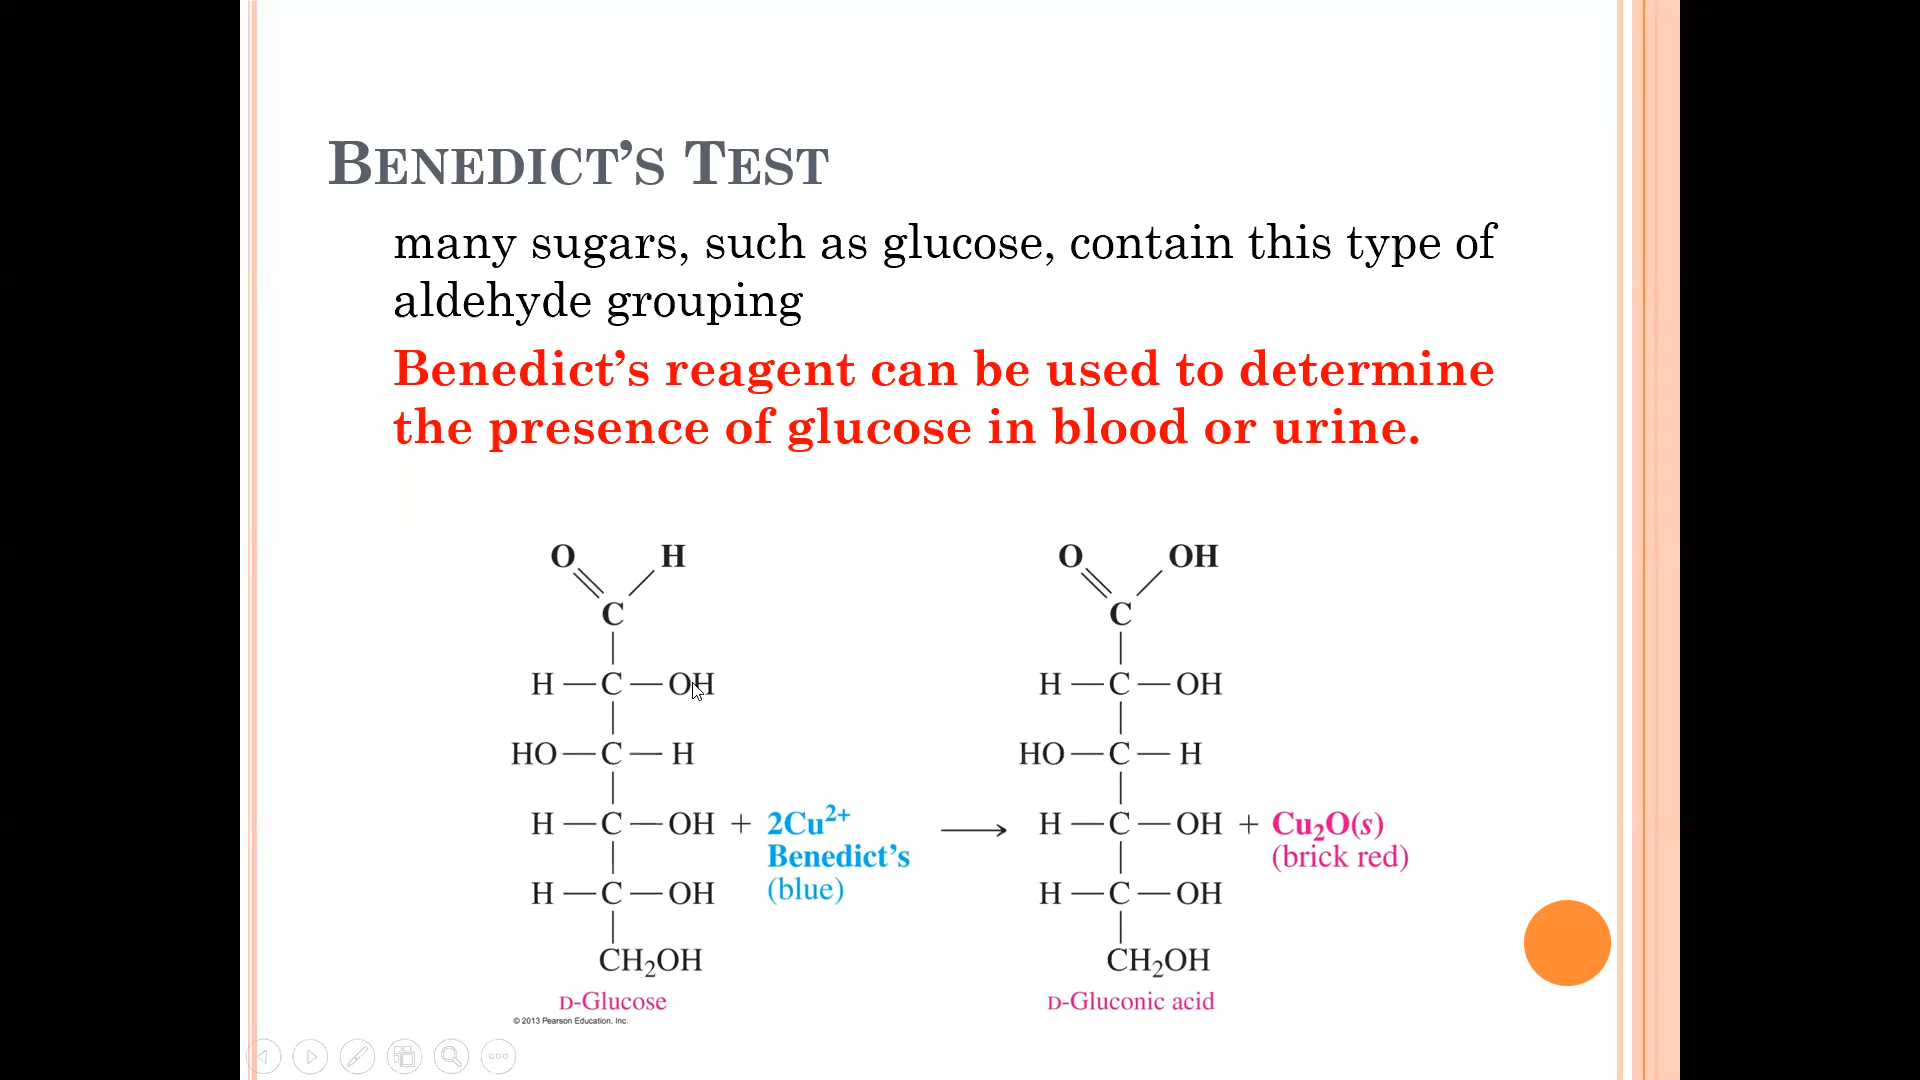 BENEDICT'S TEST
many sugars, such as glucose, contain this type of
aldehyde grouping
Benedict's reagent can be used to determine
the presence of glucose in blood or urine.
O H
C
H—C—OH
HO—C—H
H—C—OH + 2Cu²⁺
Benedict's
(blue)
H—C—OH
CH₂OH
D-Glucose
© 2013 Pearson Education, Inc.
O OH
C
H—C—OH
HO—C—H
H—C—OH + Cu₂O(s)
(brick red)
H—C—OH
CH₂OH
D-Gluconic acid